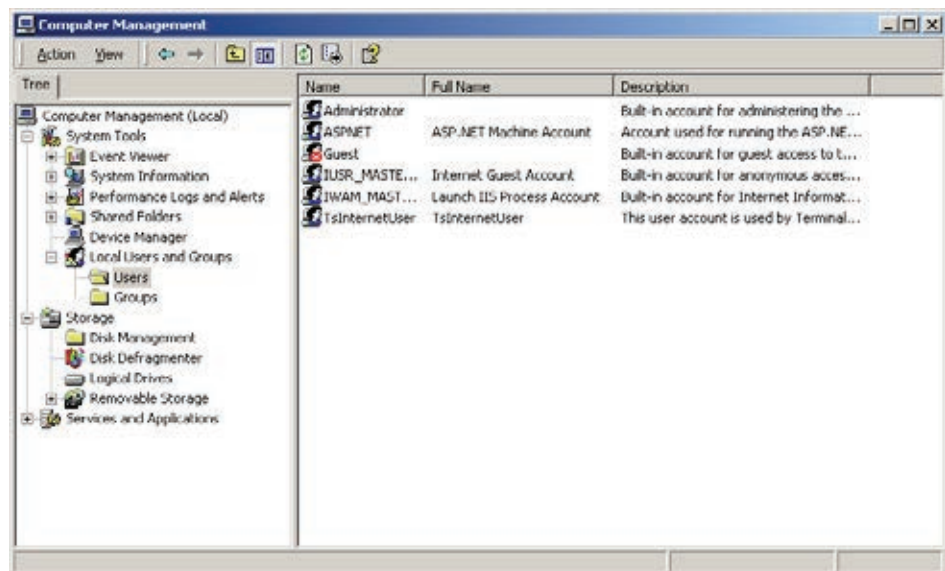 Computer Management
Action View
Tree
Computer Management (Local)
System Tools
Event Viewer
System Information
Performance Logs and Alerts
Shared Folders
Device Manager
Local Users and Groups
Users
Groups
Storage
Disk Management
Disk Defragmenter
Logical Drives
Removable Storage
Services and Applications
Name Full Name Description
Administrator Built-in account for administering the ...
ASPNET ASP.NET Machine Account Account used for running the ASP.NE...
Guest Built-in account for guest access to t...
IUSR_MASTE... Internet Guest Account Built-in account for anonymous acces...
IWAM_MAST... Launch IIS Process Account Built-in account for Internet Informat...
TsInternetUser TsInternetUser This user account is used by Terminal...